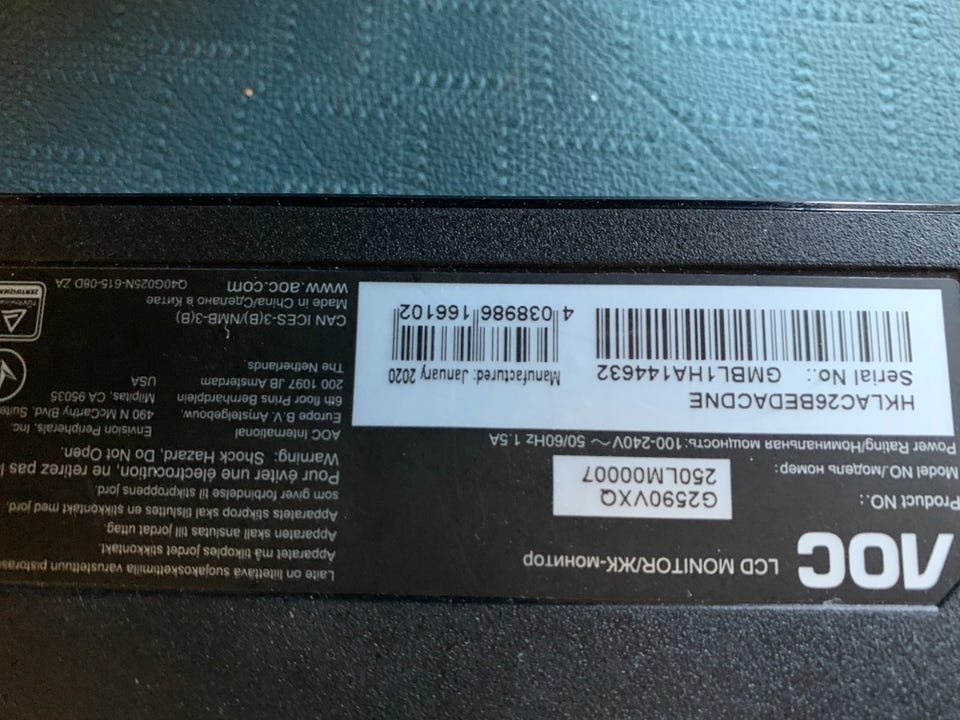 AOC
LCD MONITOR/ЖК-МОНИТОР
Product NO.:
G2590VXQ
Model NO./модель номер:
250LM00007
Power Rating/Номинальная мощность: 100-240V ~ 50/60Hz 1.5A
HKLAC26BEDACDNE
Serial No.: GMBL1HA144632
Manufactured: January 2020
4 038986 166102
Laite on liitettävä suojakosketinmilla varustettuun pistoras
Apparatet må tilkoples jordet stikkontakt.
Apparaten skall anslutas till jordat uttag
Apparatets stikprop skal tilsluttes en stikkontakt med jord,
som giver forbindelse til stikproppens jord.
Pour éviter une électrocution, ne retirez pas l
Warning: Shock Hazard, Do Not Open.
AOC International
Europe B.V. Amstelgebouw,
6th floor Prins Bernhardplein
200 1097 JB Amsterdam
The Netherlands
Envision Peripherals, Inc.
490 N McCarthy Blvd. Suite
Milpitas, CA 95035
USA
CAN ICES-3(B)/NMB-3(B)
Made in China/Сделано в Китае
www.aoc.com
Q40G025N-615-08D ZA